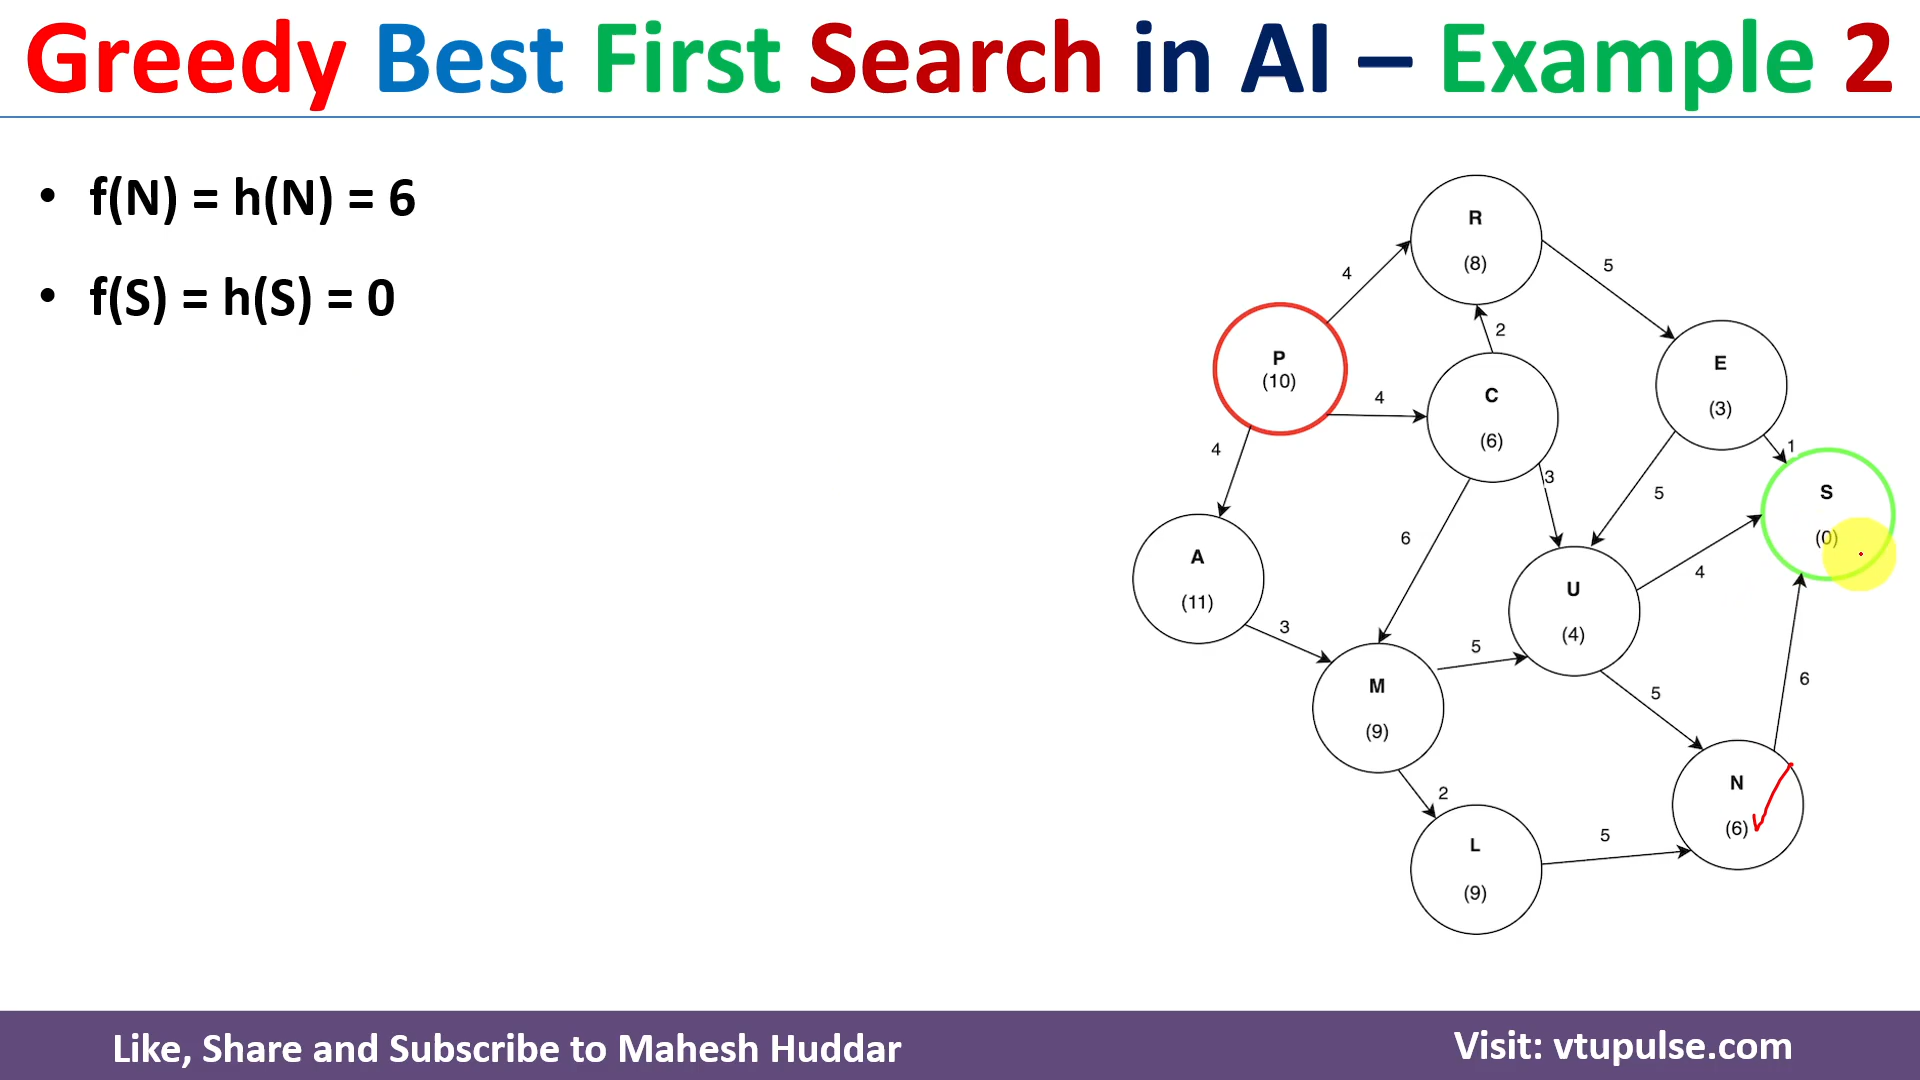 Greedy Best First Search in AI – Example 2
• f(N) = h(N) = 6
• f(S) = h(S) = 0
R
(8)
4
5
P
(10)
2
E
(3)
C
(6)
4
4
1
3
S
(0)
5
6
A
(11)
U
(4)
4
3
5
M
(9)
5
6
2
N
(6)
L
(9)
5
Like, Share and Subscribe to Mahesh Huddar
Visit: vtupulse.com